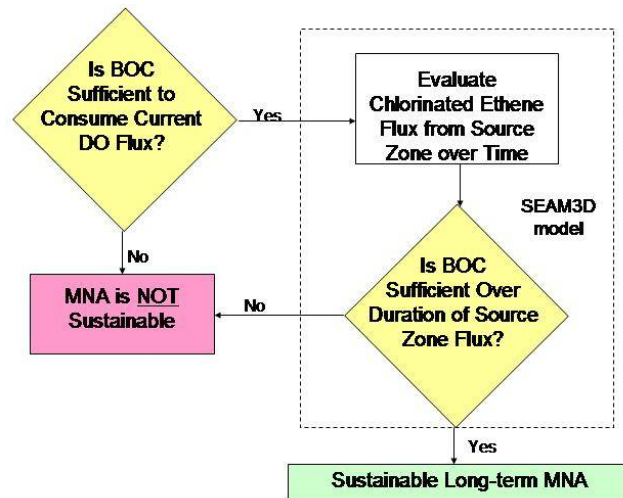 Is BOC
Sufficient to
Consume Current
DO Flux?
Yes
Evaluate
Chlorinated Ethene
Flux from Source
Zone over Time
SEAM3D
model
No
MNA is NOT
Sustainable
No
Is BOC
Sufficient Over
Duration of Source
Zone Flux?
Yes
Sustainable Long-term MNA